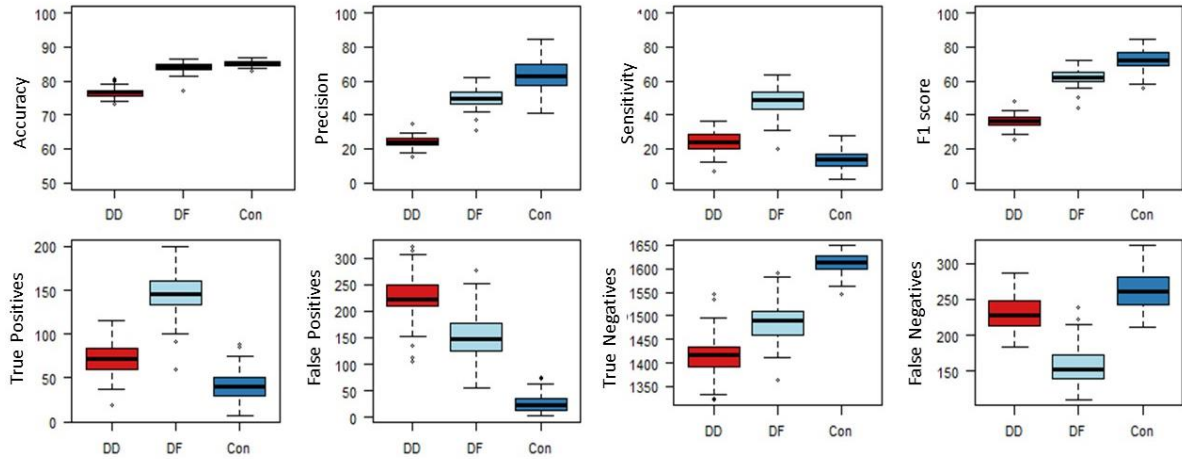 Accuracy
100
90
80
70
60
50
DD DF Con
Precision
100
80
60
40
20
0
DD DF Con
Sensitivity
'00
80
60
40
20
0
DD DF Con
F1 score
100
80
60
40
20
0
DD DF Con
True Positives
200
150
100
50
0
DD DF Con
False Positives
300
250
200
150
100
50
0
DD DF Con
True Negatives
1650
1600
1550
1500
1450
1400
1350
DD DF Con
False Negatives
300
250
200
150
DD DF Con